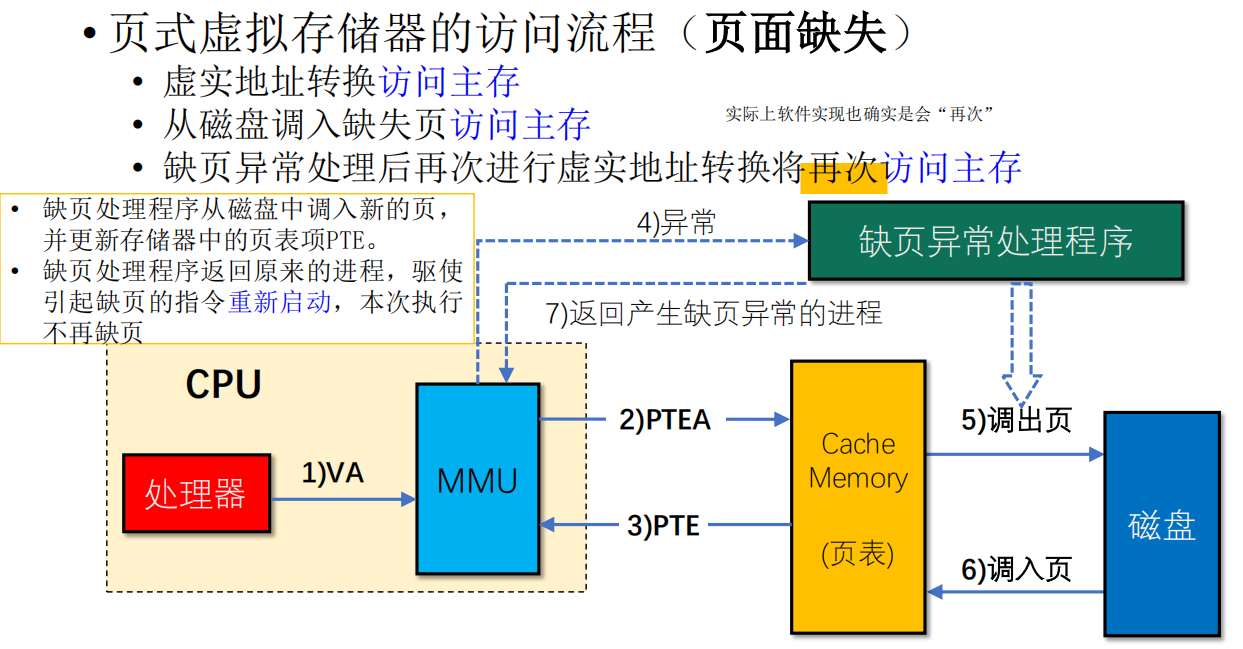 • 页式虚拟存储器的访问流程（页面缺失）
• 虚实地址转换访问主存
• 从磁盘调入缺失页访问主存
实际上软件实现也确实是会“再次”
• 缺页异常处理后再次进行虚实地址转换将再次访问主存
• 缺页处理程序从磁盘中调入新的页，
并更新存储器中的页表项PTE。
• 缺页处理程序返回原来的进程，驱使
引起缺页的指令重新启动，本次执行
不再缺页
4)异常
缺页异常处理程序
7)返回产生缺页异常的进程
CPU
处理器
1)VA
MMU
2)PTEA
3)PTE
Cache
Memory
(页表)
5)调出页
6)调入页
磁盘